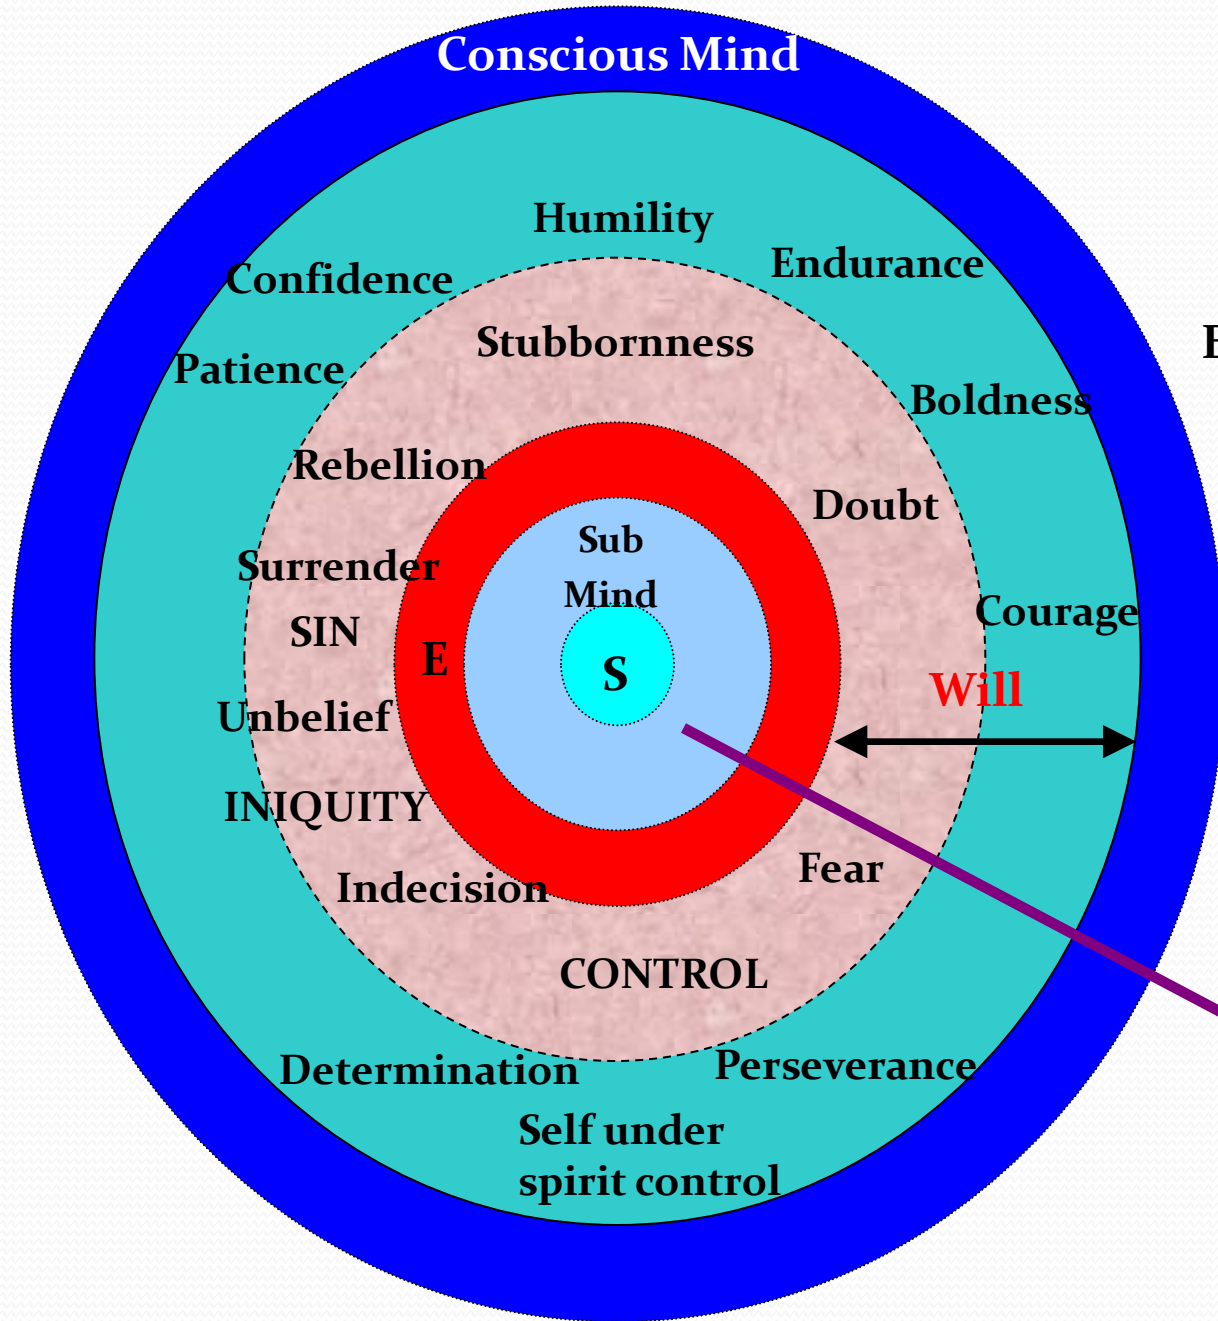 Conscious Mind
Humility
Endurance
Confidence
Stubbornness
Patience
Boldness
Rebellion
Doubt
Sub
Mind
Surrender
Courage
SIN
E
S
Will
Unbelief
INIQUITY
Fear
Indecision
CONTROL
Determination
Perseverance
Self under
spirit control